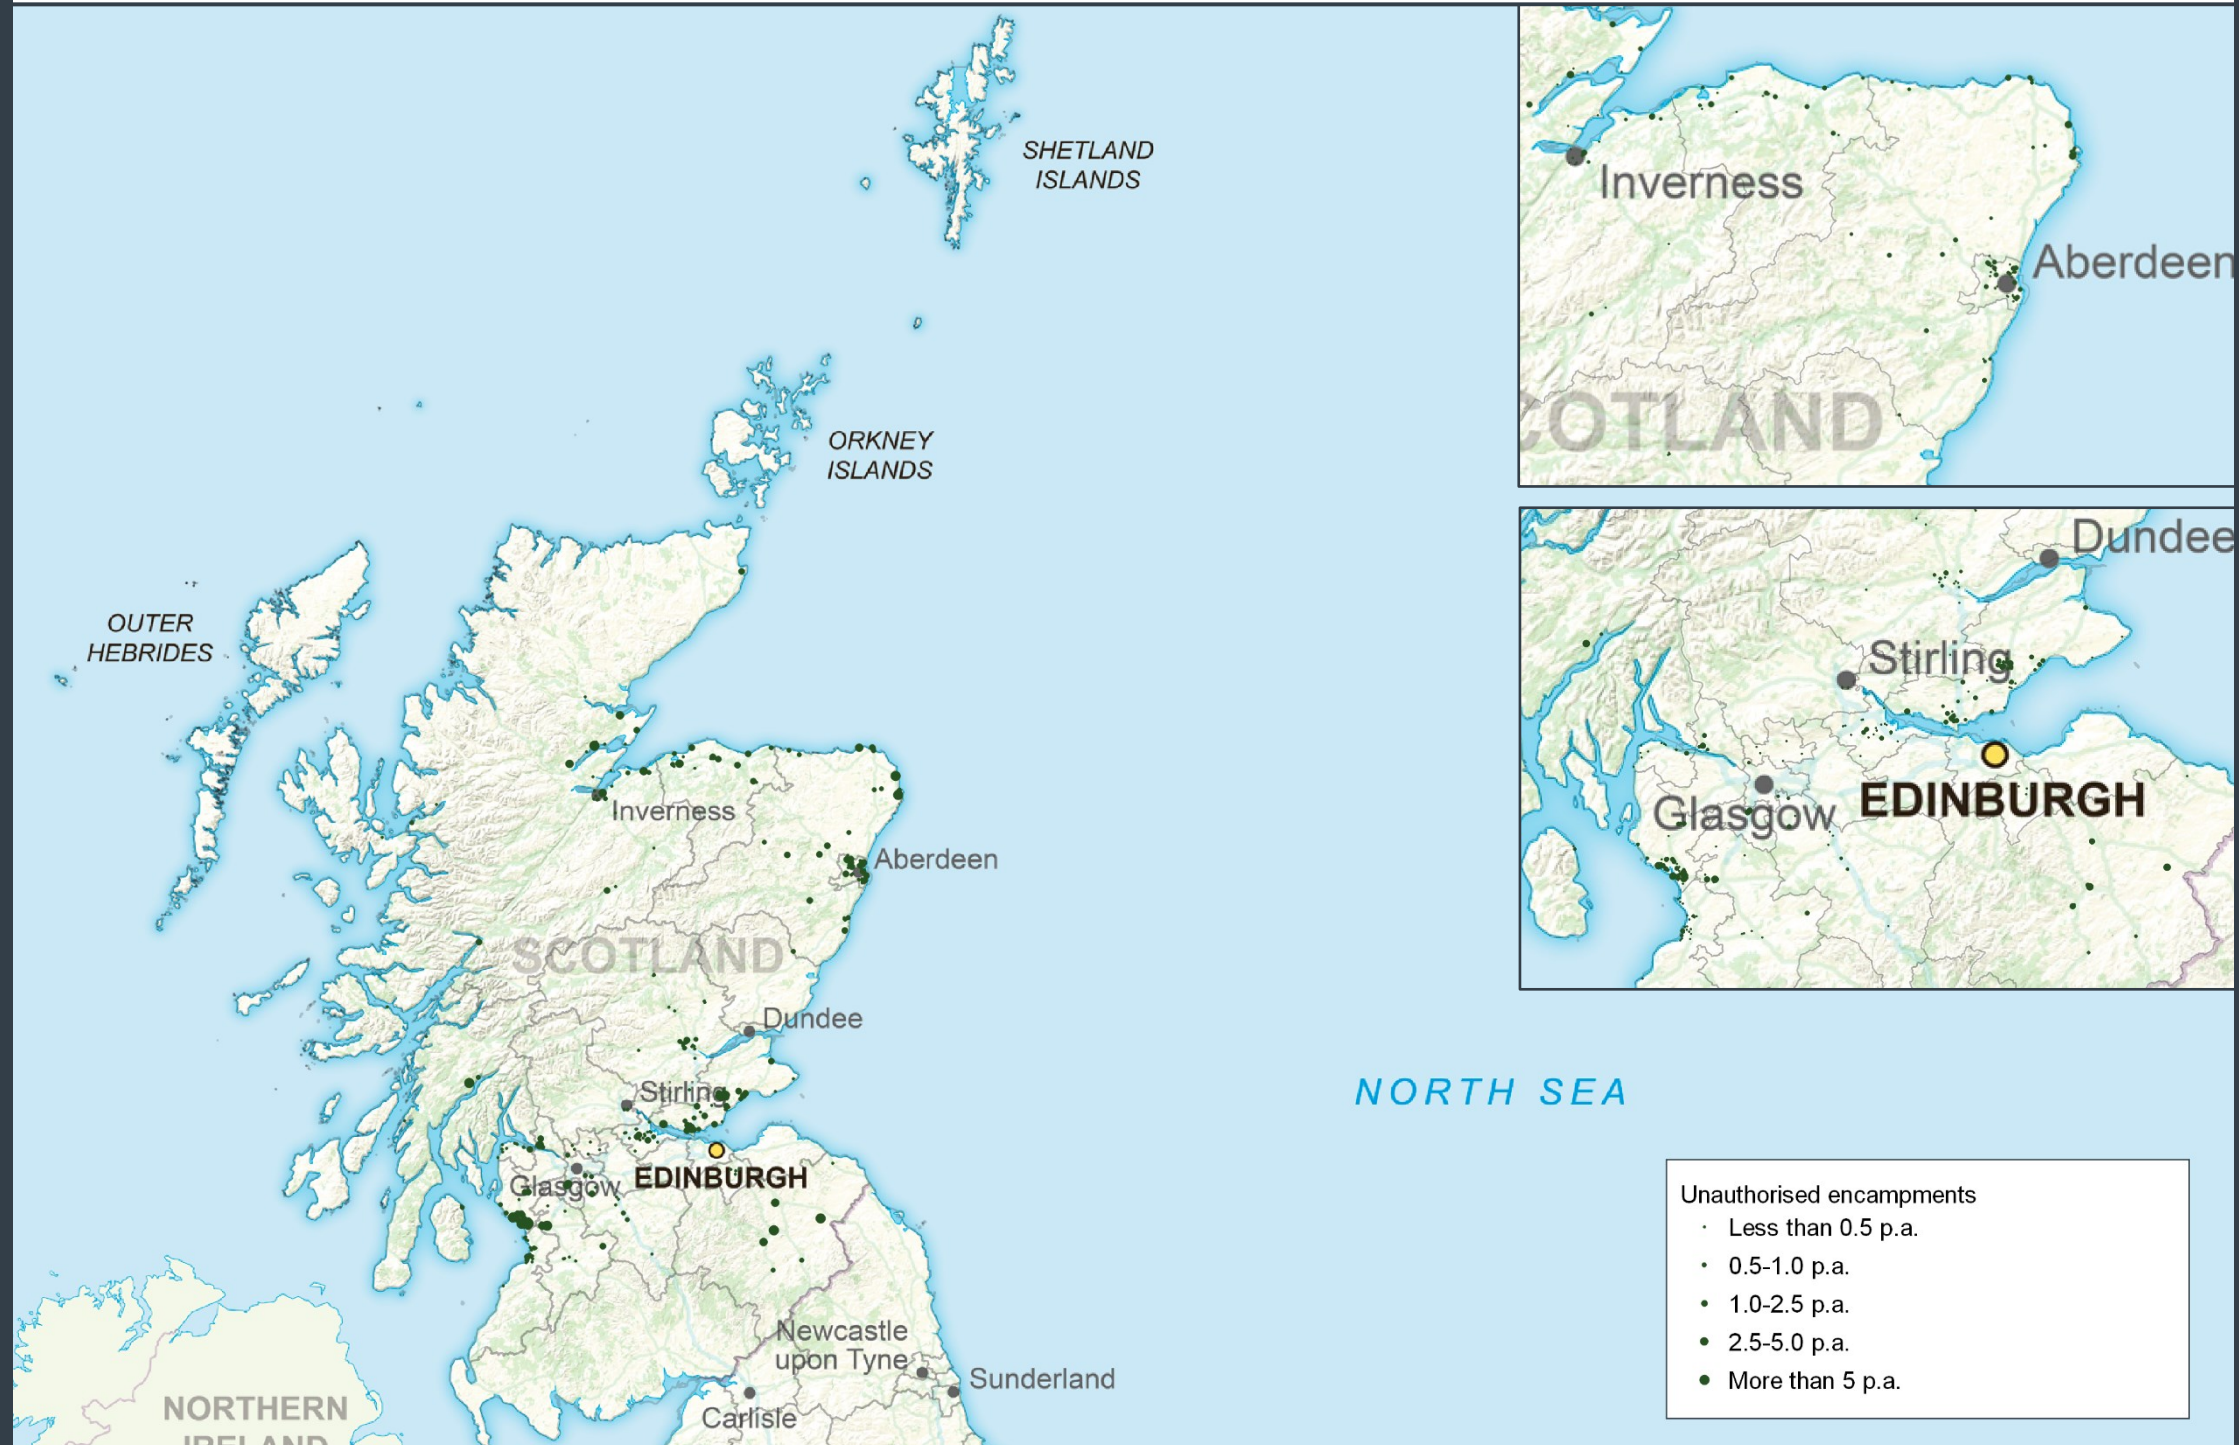 SHETLAND
ISLANDS
ORKNEY
ISLANDS
OUTER
HEBRIDES
Inverness
Aberdeen
SCOTLAND
Dundee
Stirling
EDINBURGH
Glasgow
Newcastle
upon Tyne
Sunderland
Carlisle
NORTHERN
IRELAND
NORTH SEA
Inverness
Aberdeen
COTLAND
Dundee
Stirling
Glasgow
EDINBURGH
Unauthorised encampments
Less than 0.5 p.a.
0.5-1.0 p.a.
1.0-2.5 p.a.
2.5-5.0 p.a.
More than 5 p.a.